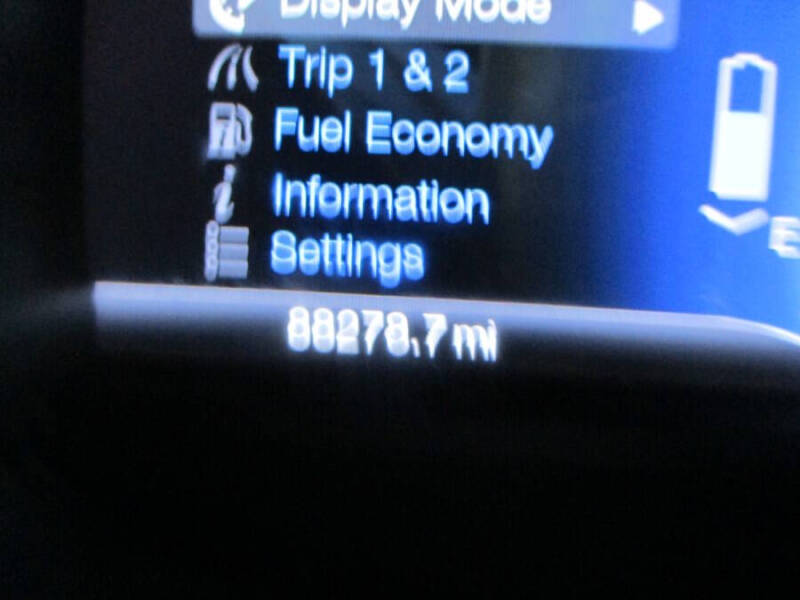 Display Mode
Trip 1 & 2
Fuel Economy
Information
Settings
E
88278.7 mi